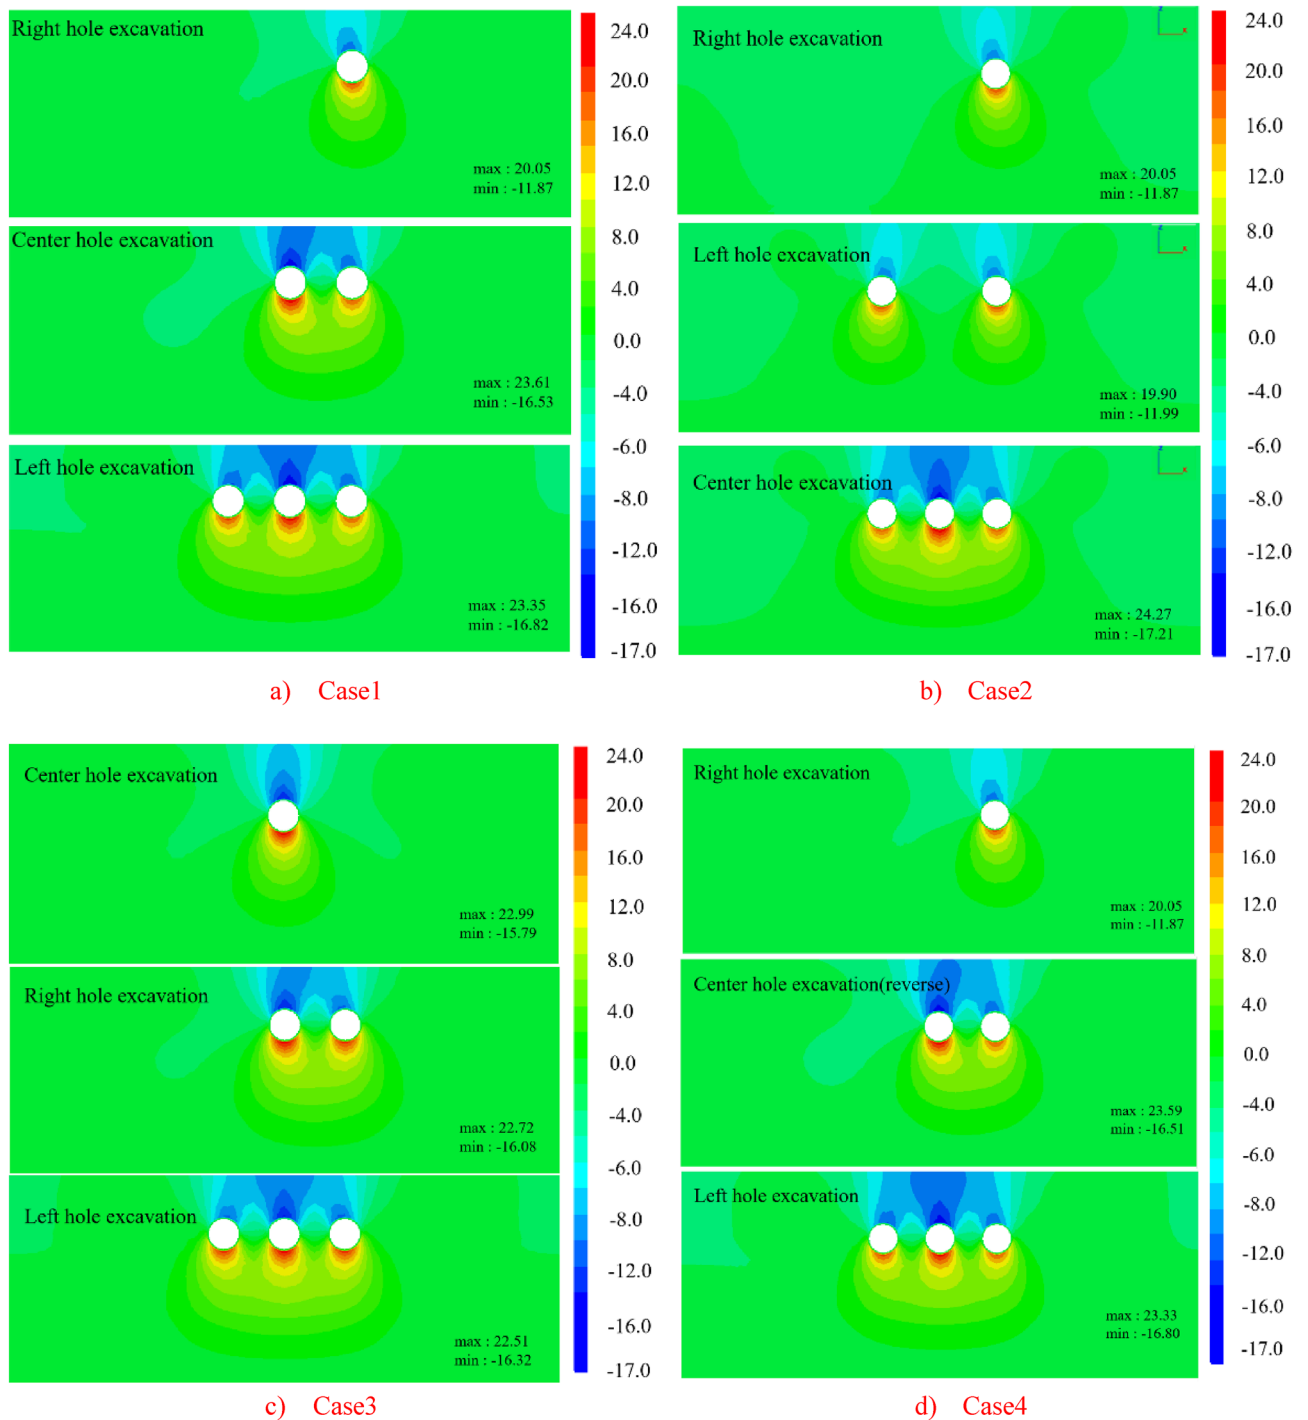 Right hole excavation
max : 20.05
min : -11.87
Center hole excavation
max : 23.61
min : -16.53
Left hole excavation
max : 23.35
min : -16.82
24.0
20.0
16.0
12.0
8.0
4.0
0.0
-4.0
-6.0
-8.0
-12.0
-16.0
-17.0
a) Case1
Right hole excavation
z
x
max : 20.05
min : -11.87
Left hole excavation
z
x
max : 19.90
min : -11.99
Center hole excavation
z
x
max : 24.27
min : -17.21
24.0
20.0
16.0
12.0
8.0
4.0
0.0
-4.0
-6.0
-8.0
-12.0
-16.0
-17.0
b) Case2
Center hole excavation
max : 22.99
min : -15.79
Right hole excavation
max : 22.72
min : -16.08
Left hole excavation
max : 22.51
min : -16.32
24.0
20.0
16.0
12.0
8.0
4.0
0.0
-4.0
-6.0
-8.0
-12.0
-16.0
-17.0
c) Case3
Right hole excavation
max : 20.05
min : -11.87
Center hole excavation(reverse)
max : 23.59
min : -16.51
Left hole excavation
max : 23.33
min : -16.80
24.0
20.0
16.0
12.0
8.0
4.0
0.0
-4.0
-6.0
-8.0
-12.0
-16.0
-17.0
d) Case4